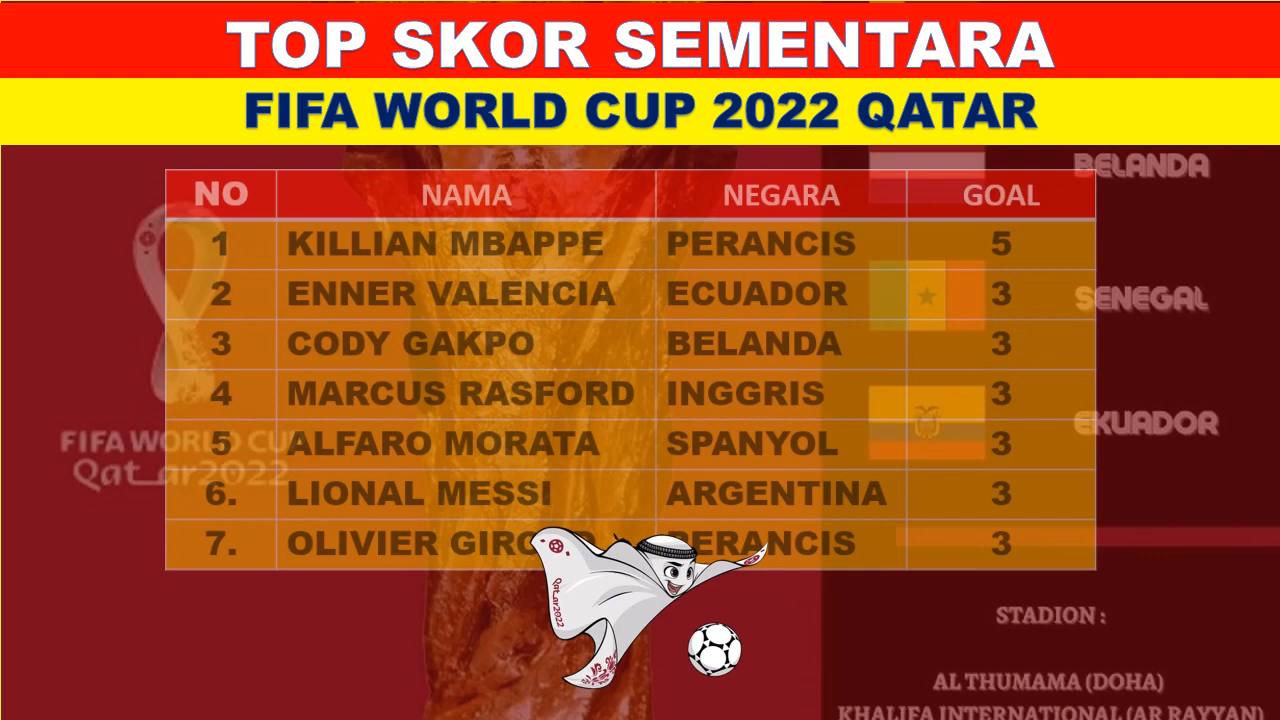 TOP SKOR SEMENTARA
FIFA WORLD CUP 2022 QATAR
BELANDA
NO NAMA NEGARA GOAL
1 KILLIAN MBAPPE PERANCIS 5
2 ENNER VALENCIA ECUADOR 3
SENEGAL
3 CODY GAKPO BELANDA 3
4 MARCUS RASFORD INGGRIS 3
EKUADOR
5 ALFARO MORATA SPANYOL 3
FIFA WORLD CUP
Qatar2022
6. LIONAL MESSI ARGENTINA 3
7. OLIVIER PERANCIS 3
Qatar2022
STADION :
AL THUMAMA (DOHA)
KHALIFA INTERNATIONAL (AR RAYYAN)